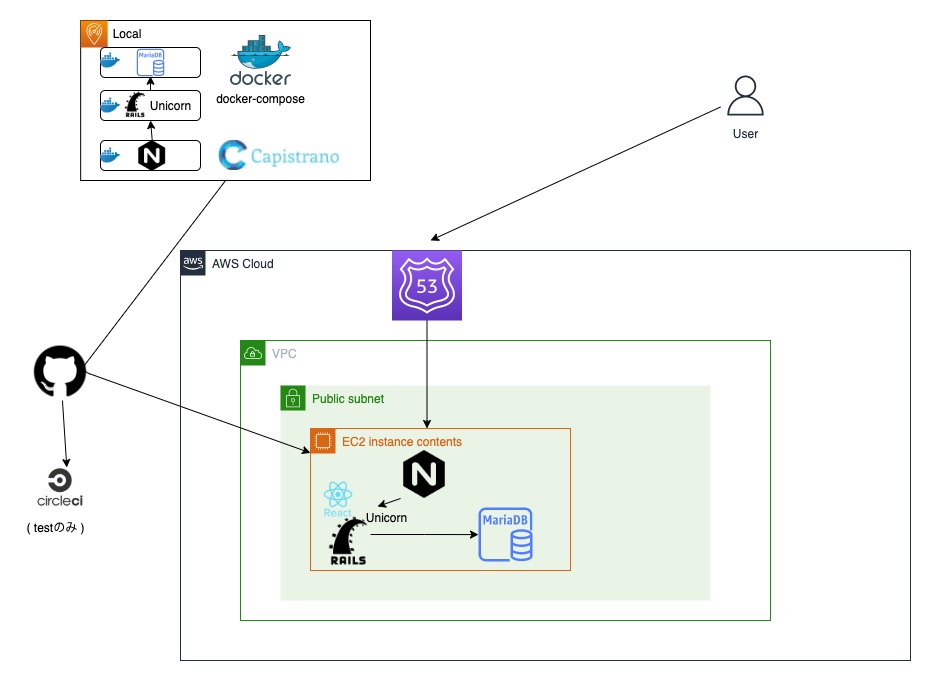 Local
MariaDB
docker
docker-compose
RAILS
Unicorn
N
Capistrano
User
aws
AWS Cloud
53
VPC
Public subnet
EC2 instance contents
N
React
Unicorn
RAILS
MariaDB
circleci
( testのみ )